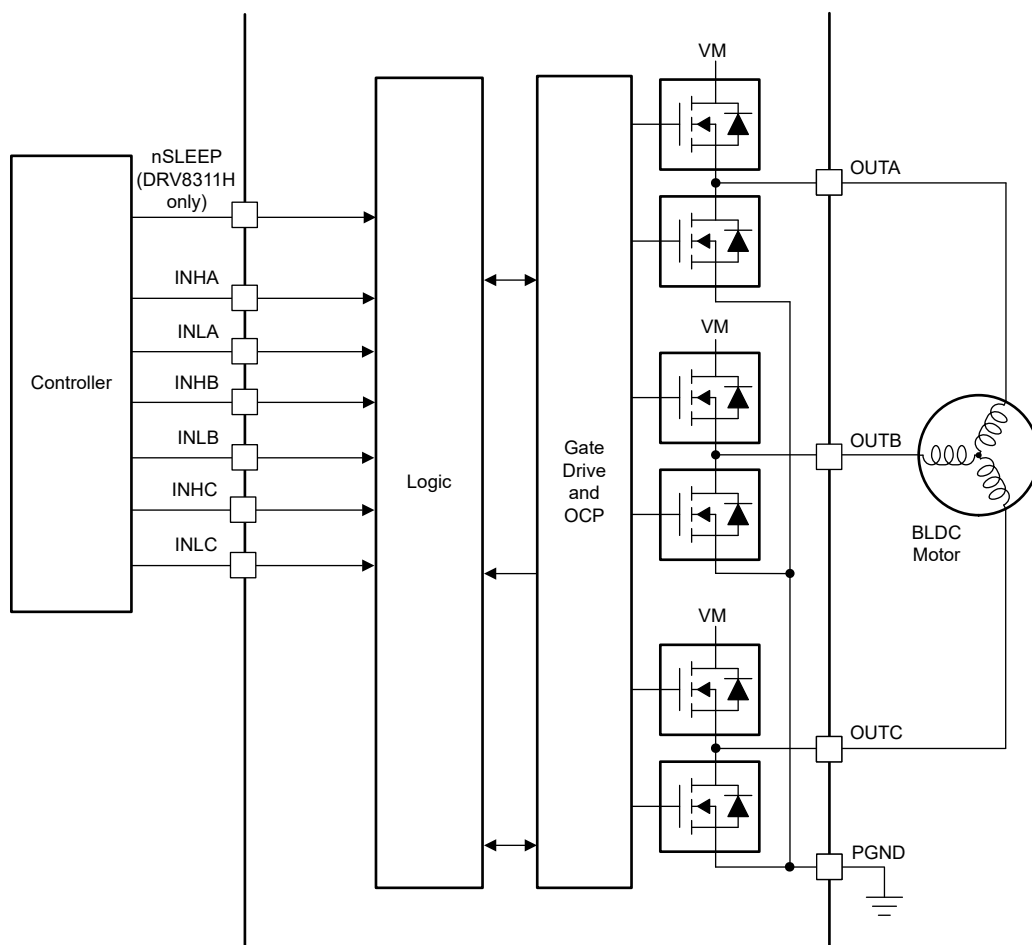 nSLEEP
(DRV8311H
only)
INHA
INLA
INHB
INLB
INHC
INLC
Controller
Logic
Gate
Drive
and
OCP
VM
VM
VM
OUTA
OUTB
OUTC
PGND
BLDC
Motor